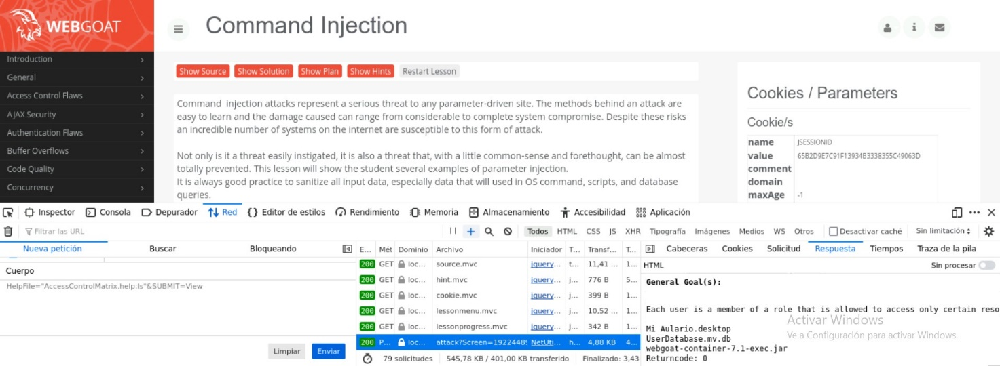 WEBGOAT
Command Injection
Introduction
General
Access Control Flaws
AJAX Security
Authentication Flaws
Buffer Overflows
Code Quality
Concurrency
Show Source Show Solution Show Plan Show Hints Restart Lesson
Command injection attacks represent a serious threat to any parameter-driven site. The methods behind an attack are
easy to learn and the damage caused can range from considerable to complete system compromise. Despite these risks
an incredible number of systems on the internet are susceptible to this form of attack.
Not only is it a threat easily instigated, it is also a threat that, with a little common-sense and forethought, can be almost
totally prevented. This lesson will show the student several examples of parameter injection.
It is always good practice to sanitize all input data, especially data that will used in OS command, scripts, and database
queries.
Cookies / Parameters
Cookie/s
name JSESSIONID
value 65B2D9E7C91F13934B3338355C49063D
comment
domain
maxAge -1
Inspector Consola Depurador Red {} Editor de estilos Rendimiento Memoria Almacenamiento Accesibilidad Aplicación
Filtrar las URL
Todos HTML CSS JS XHR Tipografía Imágenes Medios WS Otros Desactivar caché Sin limitación
Nueva petición Buscar Bloqueando
Cuerpo
HelpFile="AccessControlMatrix.help;ls"&SUBMIT=View
Limpiar Enviar
E... Mét Dominio Archivo Iniciador T... Transf... T...
200 GET loc... source.mvc jquery... t... 11,41 ... 1...
200 GET loc... hint.mvc jquery... j... 776 B 5...
200 GET loc... cookie.mvc jquery... j... 399 B 1...
200 GET loc... lessonmenu.mvc jquery... j... 10,52 ... 1...
200 GET loc... lessonprogress.mvc jquery... j... 342 B 1...
200 P... loc... attack?Screen=1922448 NetUti... h... 4,88 KB 4...
79 solicitudes 545,78 KB / 401,00 KB transferido Finalizado: 3,43
Cabeceras Cookies Solicitud Respuesta Tiempos Traza de la pila
HTML Sin procesar
General Goal(s):
Each user is a member of a role that is allowed to access only certain reso
Mi Aulario.desktop
UserDatabase.mv.db
webgoat-container-7.1-exec.jar
Returncode: 0
Activar Windows
Ve a Configuración para activar Windows.